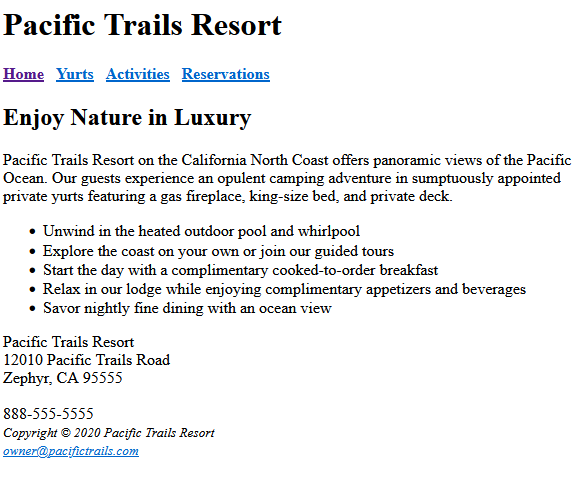 Pacific Trails Resort
Home Yurts Activities Reservations
Enjoy Nature in Luxury
Pacific Trails Resort on the California North Coast offers panoramic views of the Pacific
Ocean. Our guests experience an opulent camping adventure in sumptuously appointed
private yurts featuring a gas fireplace, king-size bed, and private deck.
• Unwind in the heated outdoor pool and whirlpool
• Explore the coast on your own or join our guided tours
• Start the day with a complimentary cooked-to-order breakfast
• Relax in our lodge while enjoying complimentary appetizers and beverages
• Savor nightly fine dining with an ocean view
Pacific Trails Resort
12010 Pacific Trails Road
Zephyr, CA 95555
888-555-5555
Copyright © 2020 Pacific Trails Resort
owner@pacifictrails.com